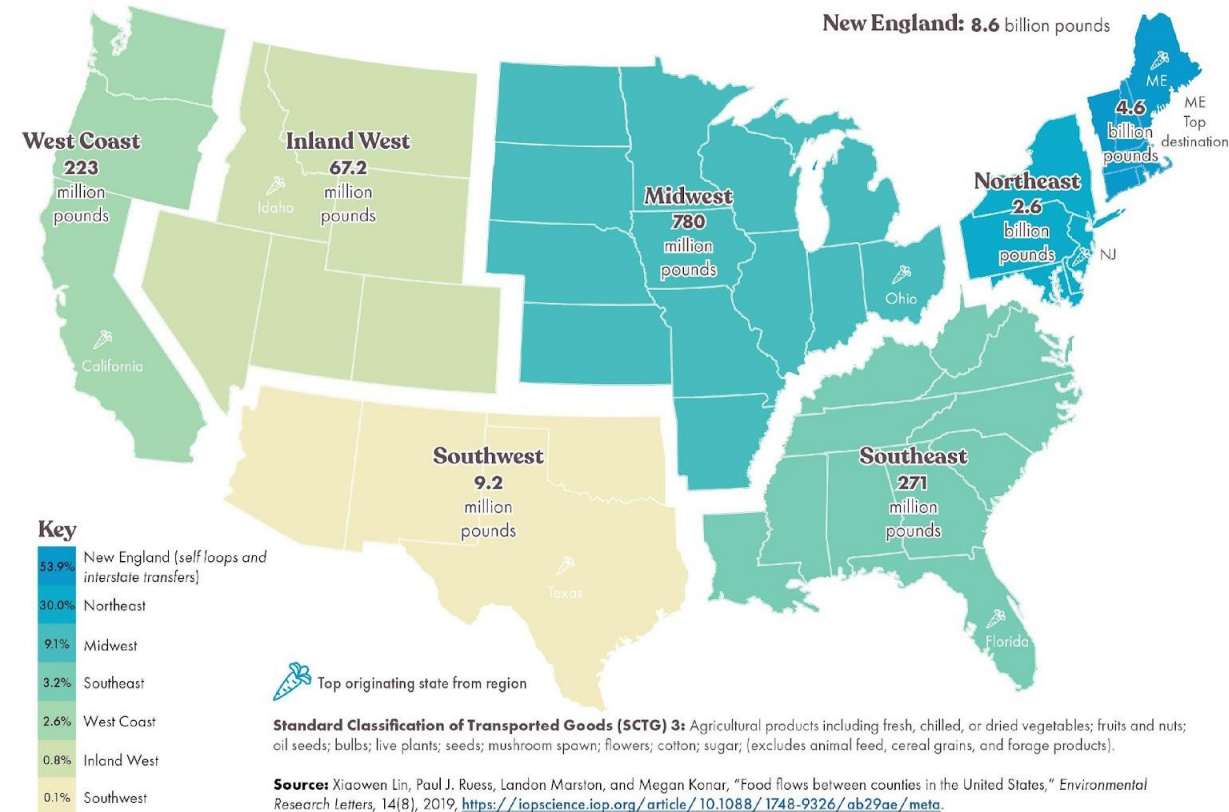 New England: 8.6 billion pounds
ME
4.6
billion
pounds
ME
Top
destination
West Coast
223
million
pounds
Inland West
67.2
million
pounds
Idaho
Midwest
780
million
pounds
Northeast
2.6
billion
pounds
NJ
Ohio
California
Southwest
9.2
million
pounds
Texas
Southeast
271
million
pounds
Florida
Key
53.9% New England (self loops and
interstate transfers)
30.0% Northeast
9.1% Midwest
3.2% Southeast
2.6% West Coast
0.8% Inland West
0.1% Southwest
Top originating state from region
Standard Classification of Transported Goods (SCTG) 3: Agricultural products including fresh, chilled, or dried vegetables; fruits and nuts;
oil seeds; bulbs; live plants; seeds; mushroom spawn; flowers; cotton; sugar; (excludes animal feed, cereal grains, and forage products).
Source: Xiaowen Lin, Paul J. Ruess, Landon Marston, and Megan Konar, “Food flows between counties in the United States,” Environmental
Research Letters, 14(8), 2019, https://iopscience.iop.org/article/10.1088/1748-9326/ab29ae/meta.